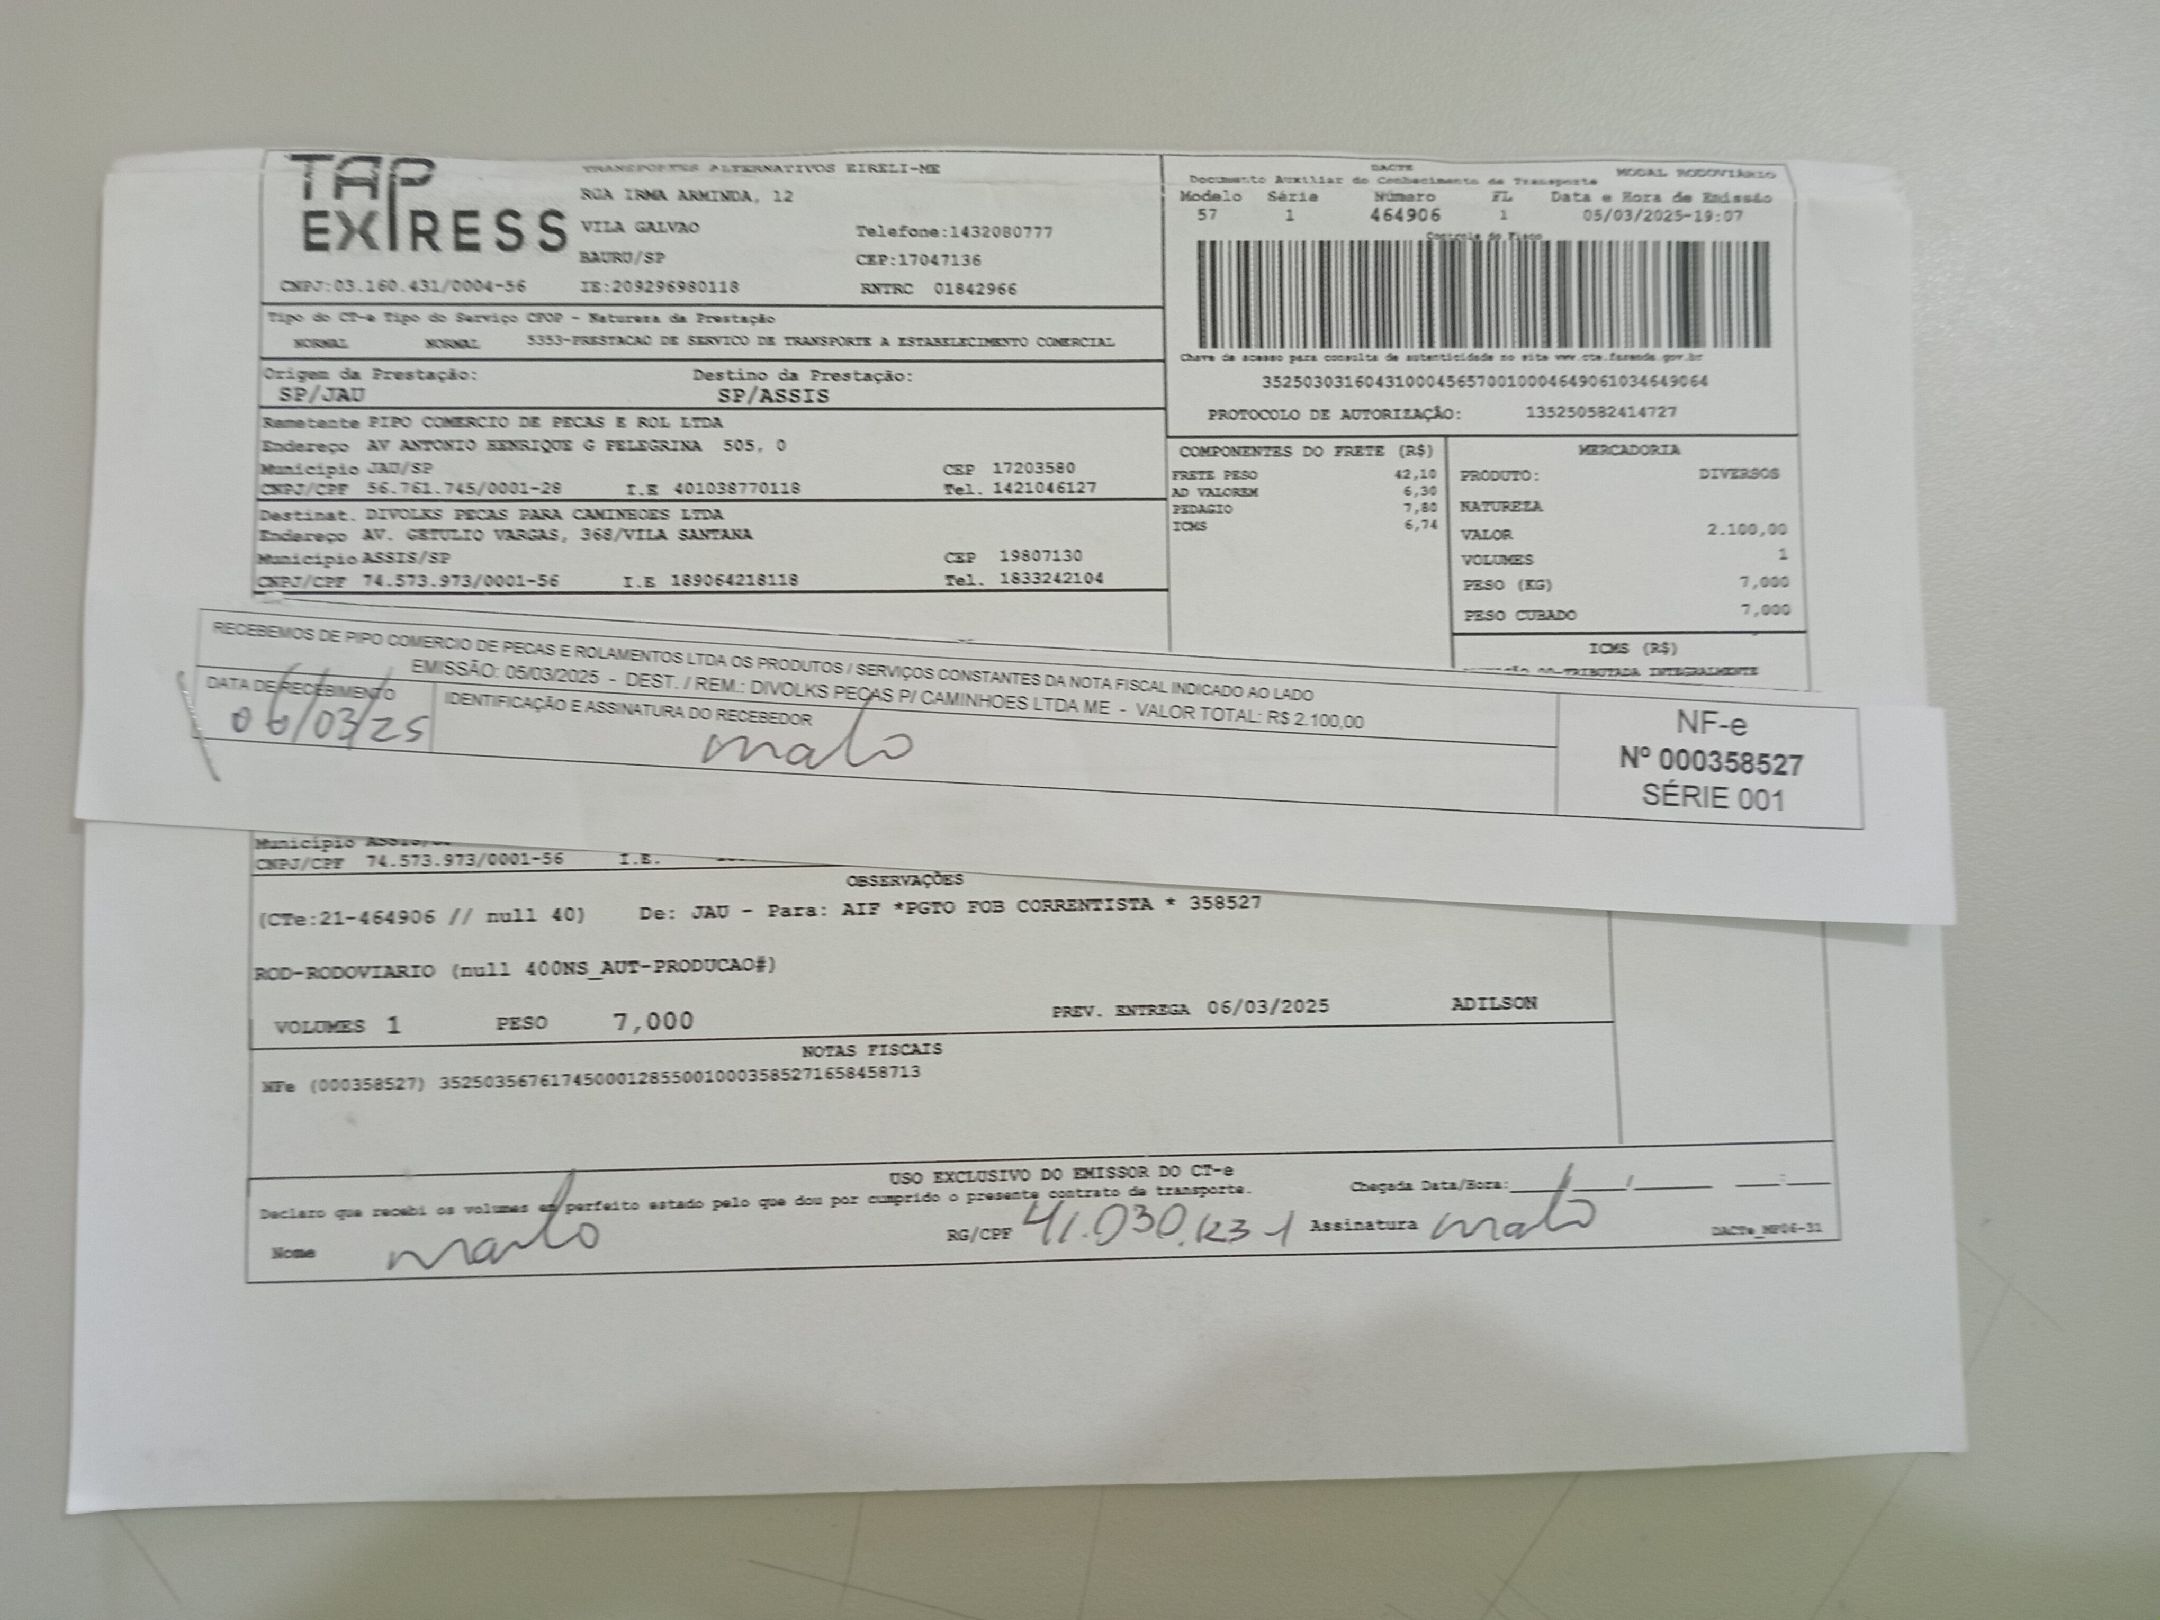 TAP EXPRESS
TRANSPORTES ALTERNATIVOS EIRELI-ME
RUA IRMA ARMINDA, 12
VILA GALVAO Telefone:1432080777
BAURU/SP CEP:17047136
CNPJ:03.160.431/0004-56 IE:209296980118 RNTRC 01842966
DACTE MODAL RODOVIÁRIO
Documento Auxiliar do Conhecimento de Transporte
Modelo Série Número FL Data e Hora de Emissão
57 1 464906 1 05/03/2025-19:07
Controle do Fisco
Chave de acesso para consulta de autenticidade no site www.cte.fazenda.gov.br
35250303160431000456570010004649061034649064
PROTOCOLO DE AUTORIZAÇÃO: 135250582414727
Tipo do CT-e Tipo do Serviço CFOP - Natureza da Prestação
NORMAL NORMAL 5353-PRESTACAO DE SERVICO DE TRANSPORTE A ESTABELECIMENTO COMERCIAL
Origem da Prestação: Destino da Prestação:
SP/JAU SP/ASSIS
Remetente PIPO COMERCIO DE PECAS E ROL LTDA
Endereço AV ANTONIO HENRIQUE G PELEGRINA 505, 0
Município JAU/SP CEP 17203580
CNPJ/CPF 56.761.745/0001-28 I.E 401038770118 Tel. 1421046127
Destinat. DIVOLKS PECAS PARA CAMINHOES LTDA
Endereço AV. GETULIO VARGAS, 368/VILA SANTANA
Município ASSIS/SP CEP 19807130
CNPJ/CPF 74.573.973/0001-56 I.E 189064218118 Tel. 1833242104
COMPONENTES DO FRETE (R$)
FRETE PESO 42,10
AD VALOREM 6,30
PEDAGIO 7,80
ICMS 6,74
MERCADORIA
PRODUTO: DIVERSOS
NATUREZA
VALOR 2.100,00
VOLUMES 1
PESO (KG) 7,000
PESO CUBADO 7,000
ICMS (R$)
TRIBUTADA INTEGRALMENTE
RECEBEMOS DE PIPO COMERCIO DE PECAS E ROLAMENTOS LTDA OS PRODUTOS / SERVIÇOS CONSTANTES DA NOTA FISCAL INDICADO AO LADO
EMISSÃO: 05/03/2025 - DEST. / REM.: DIVOLKS PEÇAS P/ CAMINHOES LTDA ME - VALOR TOTAL: R$ 2.100,00
DATA DE RECEBIMENTO IDENTIFICAÇÃO E ASSINATURA DO RECEBEDOR
06/03/25
NF-e
Nº 000358527
SÉRIE 001
Município
CNPJ/CPF 74.573.973/0001-56 I.E.
OBSERVAÇÕES
(CTe:21-464906 // null 40) De: JAU - Para: AIF *PGTO FOB CORRENTISTA * 358527
ROD-RODOVIARIO (null 400NS_AUT-PRODUCAO#)
VOLUMES 1 PESO 7,000 PREV. ENTREGA 06/03/2025 ADILSON
NOTAS FISCAIS
NFe (000358527) 35250356761745000128550010003585271658458713
USO EXCLUSIVO DO EMISSOR DO CT-e
Declaro que recebi os volumes em perfeito estado pelo que dou por cumprido o presente contrato de transporte. Chegada Data/Hora:___/___/____ ___:___
Nome RG/CPF Assinatura
DACTe_MP06-31